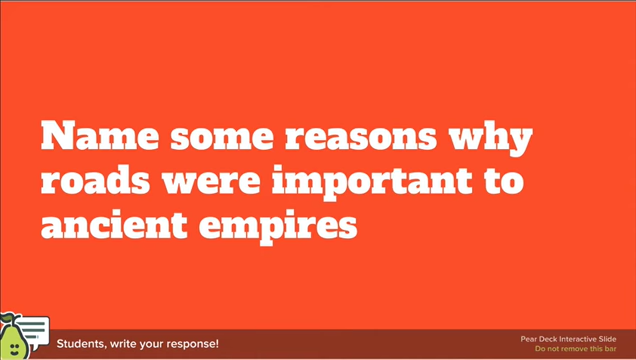 Name some reasons why
roads were important to
ancient empires
Students, write your response!
Pear Deck Interactive Slide
Do not remove this bar